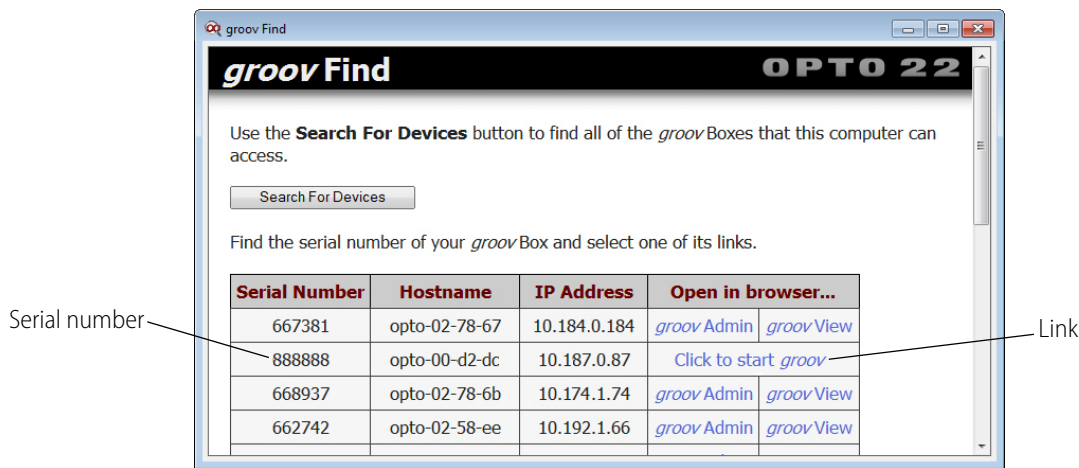 groov Find
groov Find OPTO 22
Use the Search For Devices button to find all of the groov Boxes that this computer can
access.
Search For Devices
Find the serial number of your groov Box and select one of its links.
Serial Number Hostname IP Address Open in browser...
667381 opto-02-78-67 10.184.0.184 groov Admin groov View
Serial number
Link
888888 opto-00-d2-dc 10.187.0.87 Click to start groov
668937 opto-02-78-6b 10.174.1.74 groov Admin groov View
662742 opto-02-58-ee 10.192.1.66 groov Admin groov View